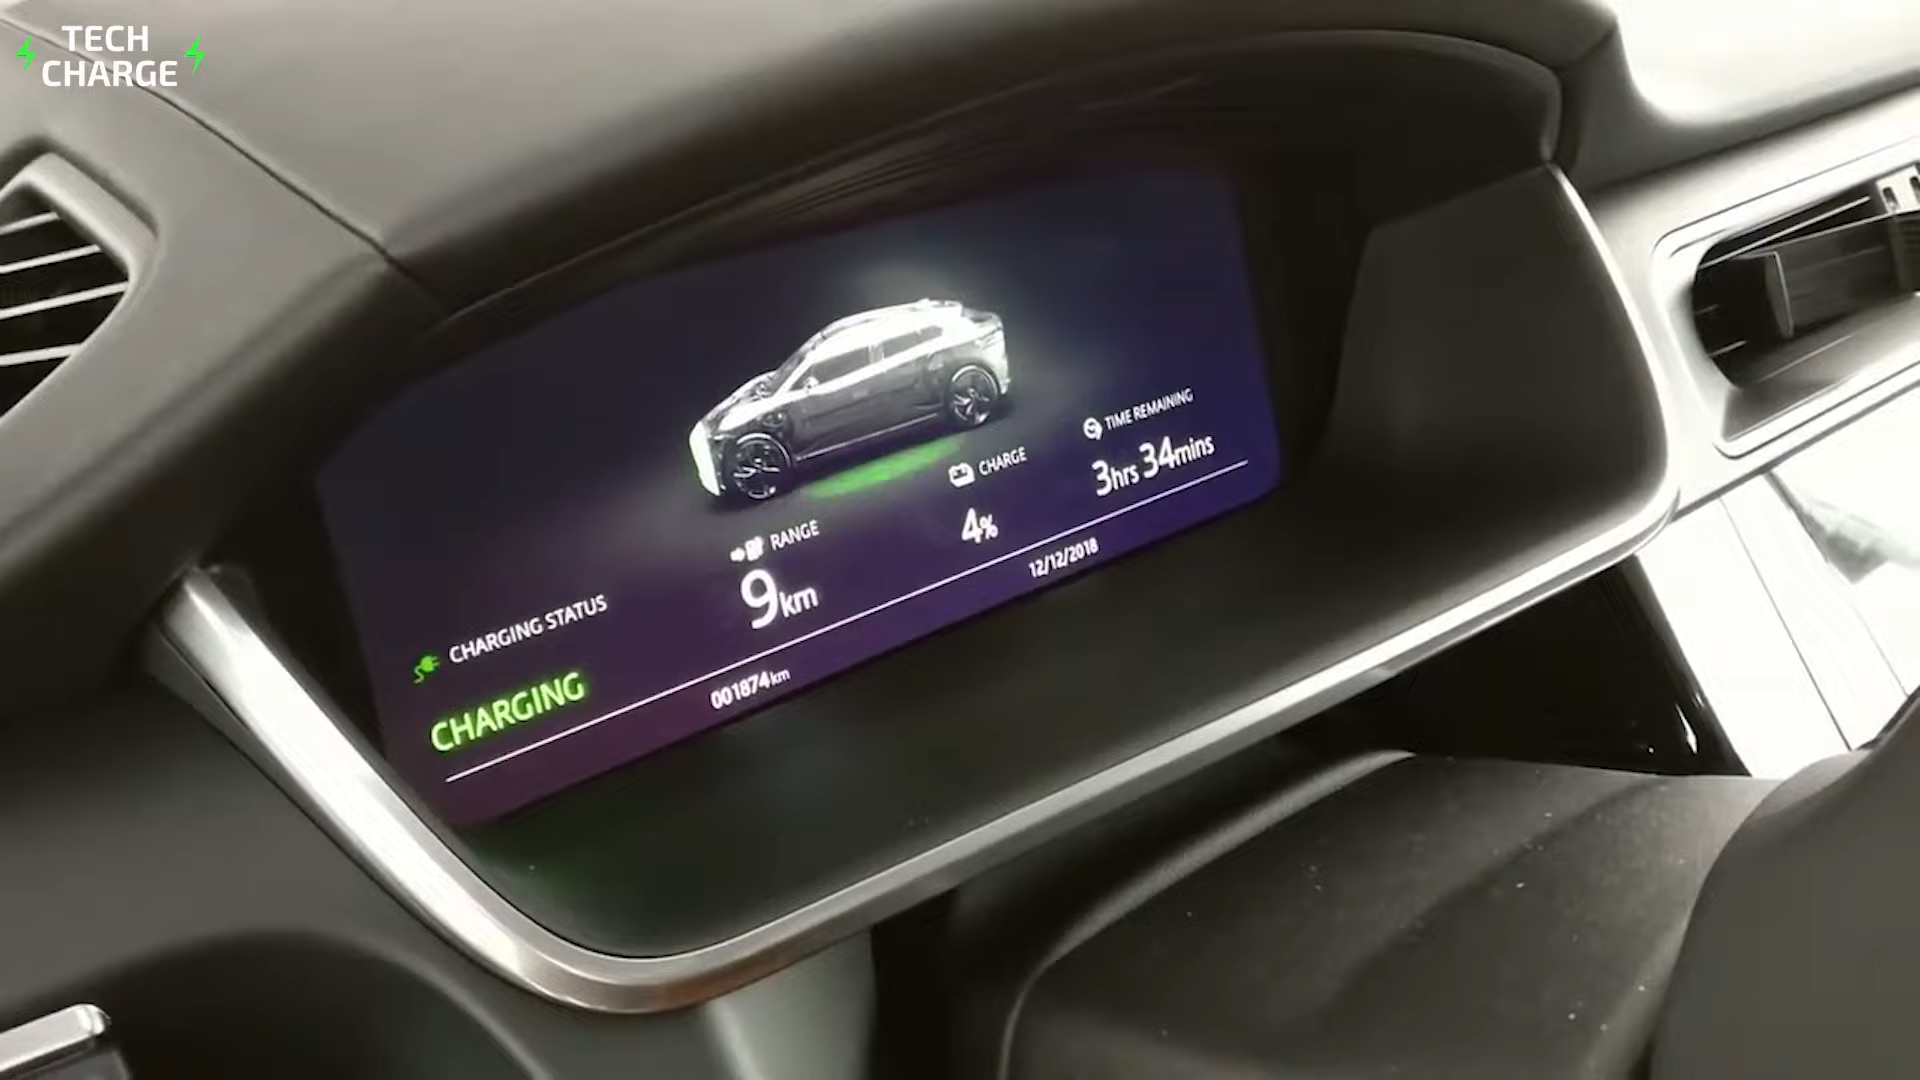 TECH
CHARGE
TIME REMAINING
3hrs 34mins
CHARGE
4%
RANGE
9km
CHARGING STATUS
CHARGING
001874km
12/12/2018